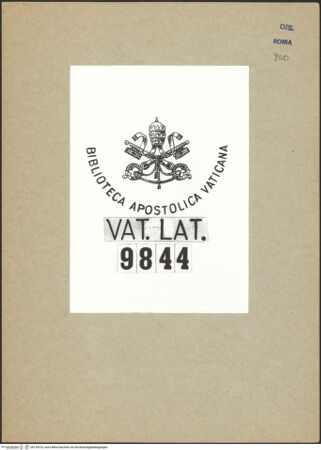 DIS.
ROMA
900
BIBLIOTECA APOSTOLICA VATICANA
VAT. LAT.
9844